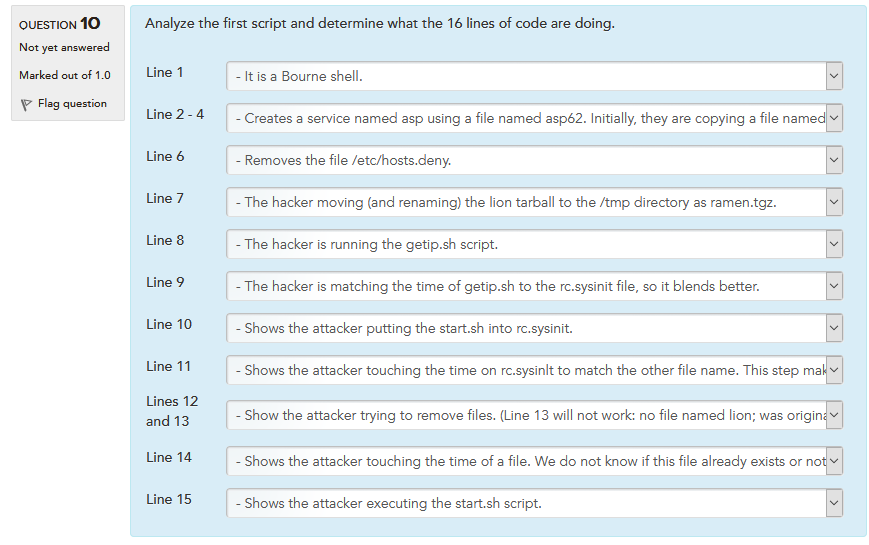 QUESTION 10
Not yet answered
Marked out of 1.0
Flag question
Analyze the first script and determine what the 16 lines of code are doing.
Line 1
- It is a Bourne shell.
Line 2 - 4
- Creates a service named asp using a file named asp62. Initially, they are copying a file named
Line 6
- Removes the file /etc/hosts.deny.
Line 7
- The hacker moving (and renaming) the lion tarball to the /tmp directory as ramen.tgz.
Line 8
- The hacker is running the getip.sh script.
Line 9
- The hacker is matching the time of getip.sh to the rc.sysinit file, so it blends better.
Line 10
- Shows the attacker putting the start.sh into rc.sysinit.
Line 11
- Shows the attacker touching the time on rc.sysinlt to match the other file name. This step mak
Lines 12
and 13
- Show the attacker trying to remove files. (Line 13 will not work: no file named lion; was origina
Line 14
- Shows the attacker touching the time of a file. We do not know if this file already exists or not
Line 15
- Shows the attacker executing the start.sh script.